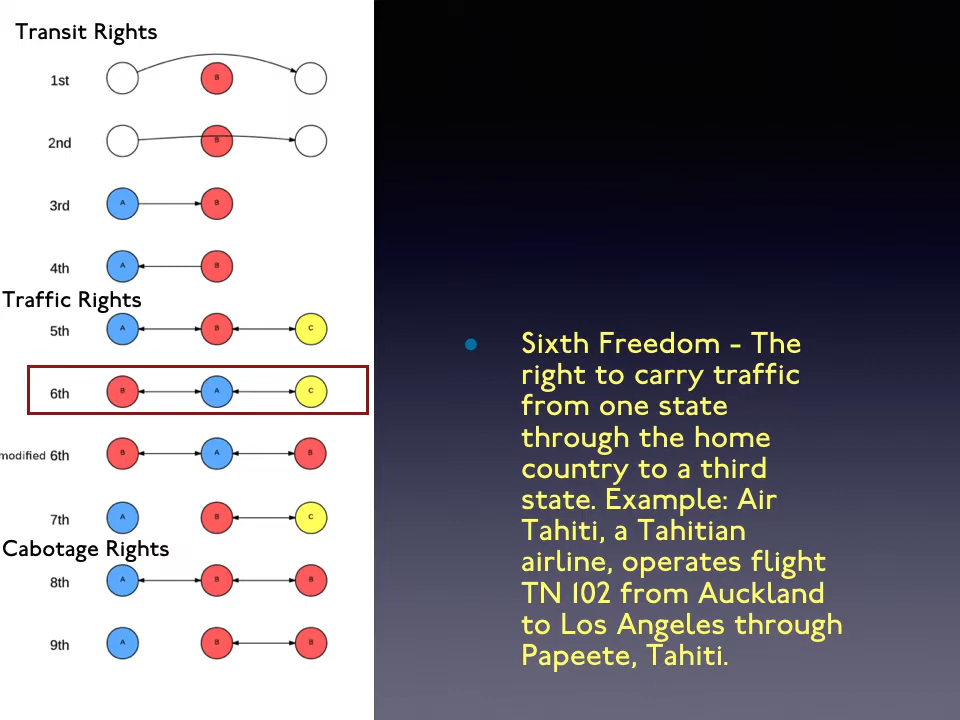 Transit Rights
1st B
2nd B
3rd A B
4th A B
Traffic Rights
5th A B C
6th B A C
modified 6th B A B
7th A B C
Cabotage Rights
8th A B B
9th A B B
Sixth Freedom - The
right to carry traffic
from one state
through the home
country to a third
state. Example: Air
Tahiti, a Tahitian
airline, operates flight
TN 102 from Auckland
to Los Angeles through
Papeete, Tahiti.